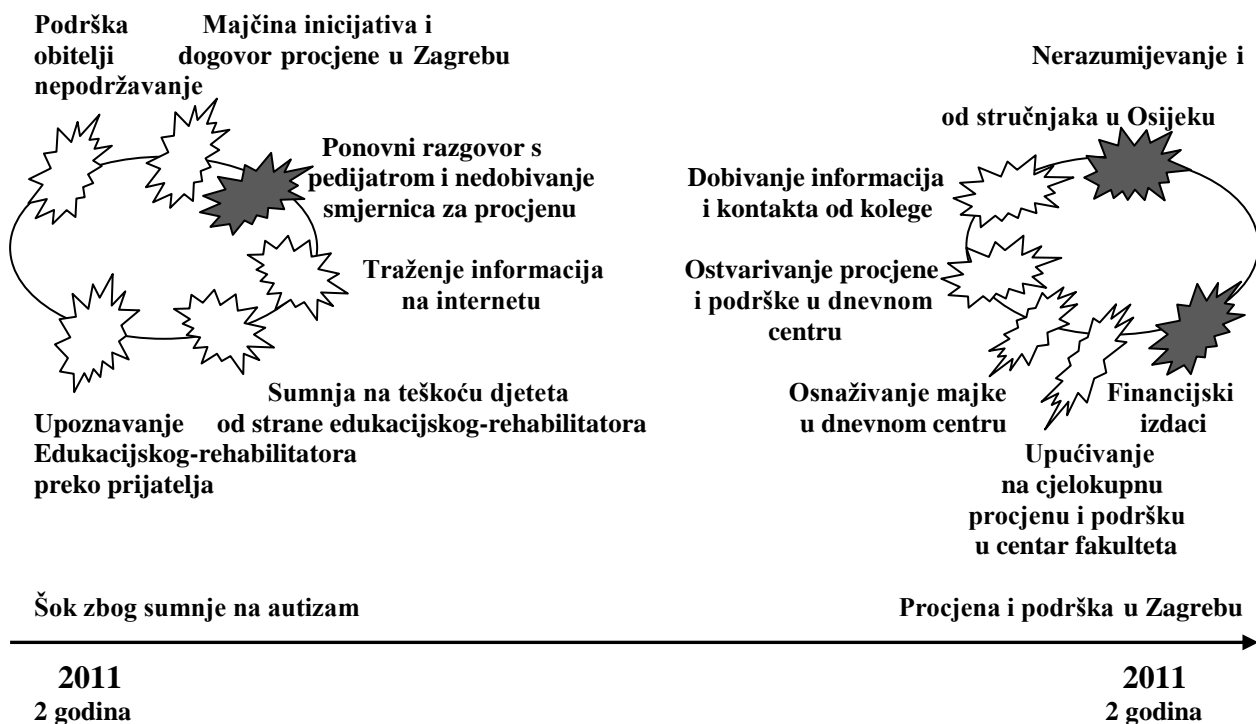 Podrška
obitelji
nepodržavanje
Majčina inicijativa i
dogovor procjene u Zagrebu
Ponovni razgovor s
pedijatrom i nedobivanje
smjernica za procjenu
Traženje informacija
na internetu
Sumnja na teškoću djeteta
od strane edukacijskog-rehabilitatora
Upoznavanje
Edukacijskog-rehabilitatora
preko prijatelja
Nerazumijevanje i
od stručnjaka u Osijeku
Dobivanje informacija
i kontakta od kolege
Ostvarivanje procjene
i podrške u dnevnom
centru
Osnaživanje majke
u dnevnom centru
Financijski
izdaci
Upućivanje
na cjelokupnu
procjenu i podršku
u centar fakulteta
Šok zbog sumnje na autizam
Procjena i podrška u Zagrebu
2011
2 godina
2011
2 godina